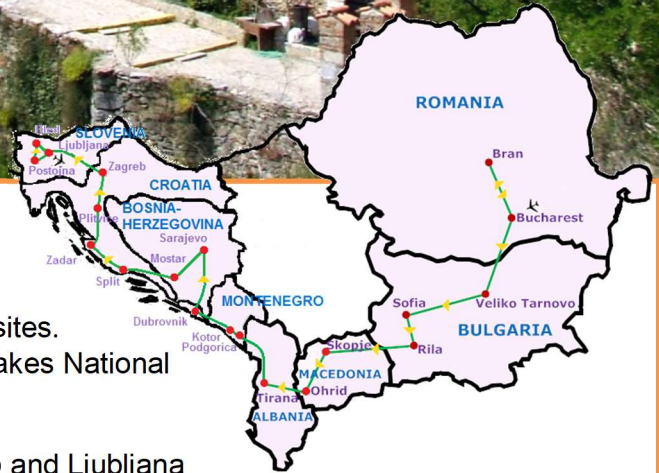 ROMANIA
Bled
SLOVENIA
Ljubljana
Postojna
Zagreb
Bran
CROATIA
BOSNIA-
HERZEGOVINA
Plitvice
Bucharest
Sarajevo
Zadar
Mostar
Split
MONTENEGRO
Sofia
Veliko Tarnovo
BULGARIA
Dubrovnik
Kotor
Podgorica
Skopje
Rila
MACEDONIA
Tirana
Ohrid
ALBANIA
sites.
akes National
and Ljubljana